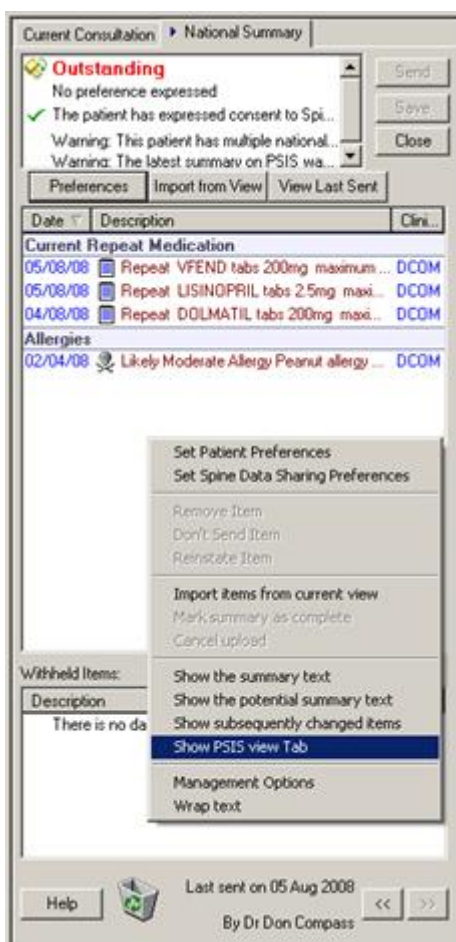 Current Consultation National Summary
Outstanding
No preference expressed
The patient has expressed consent to Spi...
Warning: This patient has multiple national...
Warning: The latest summary on PSIS wa...
Send
Save
Close
Preferences Import from View View Last Sent
Date Description Clini...
Current Repeat Medication
05/08/08 Repeat VFEND tabs 200mg maximum ... DCOM
05/08/08 Repeat LISINOPRIL tabs 2.5mg maxi... DCOM
04/08/08 Repeat DOLMATIL tabs 200mg maxi... DCOM
Allergies
02/04/08 Likely Moderate Allergy Peanut allergy ... DCOM
Set Patient Preferences
Set Spine Data Sharing Preferences
Remove Item
Don't Send Item
Reinstate Item
Import items from current view
Mark summary as complete
Cancel upload
Show the summary text
Show the potential summary text
Show subsequently changed items
Show PSIS view Tab
Management Options
Wrap text
Withheld Items:
Description
There is no da
Help
Last sent on 05 Aug 2008
By Dr Don Compass
<< >>